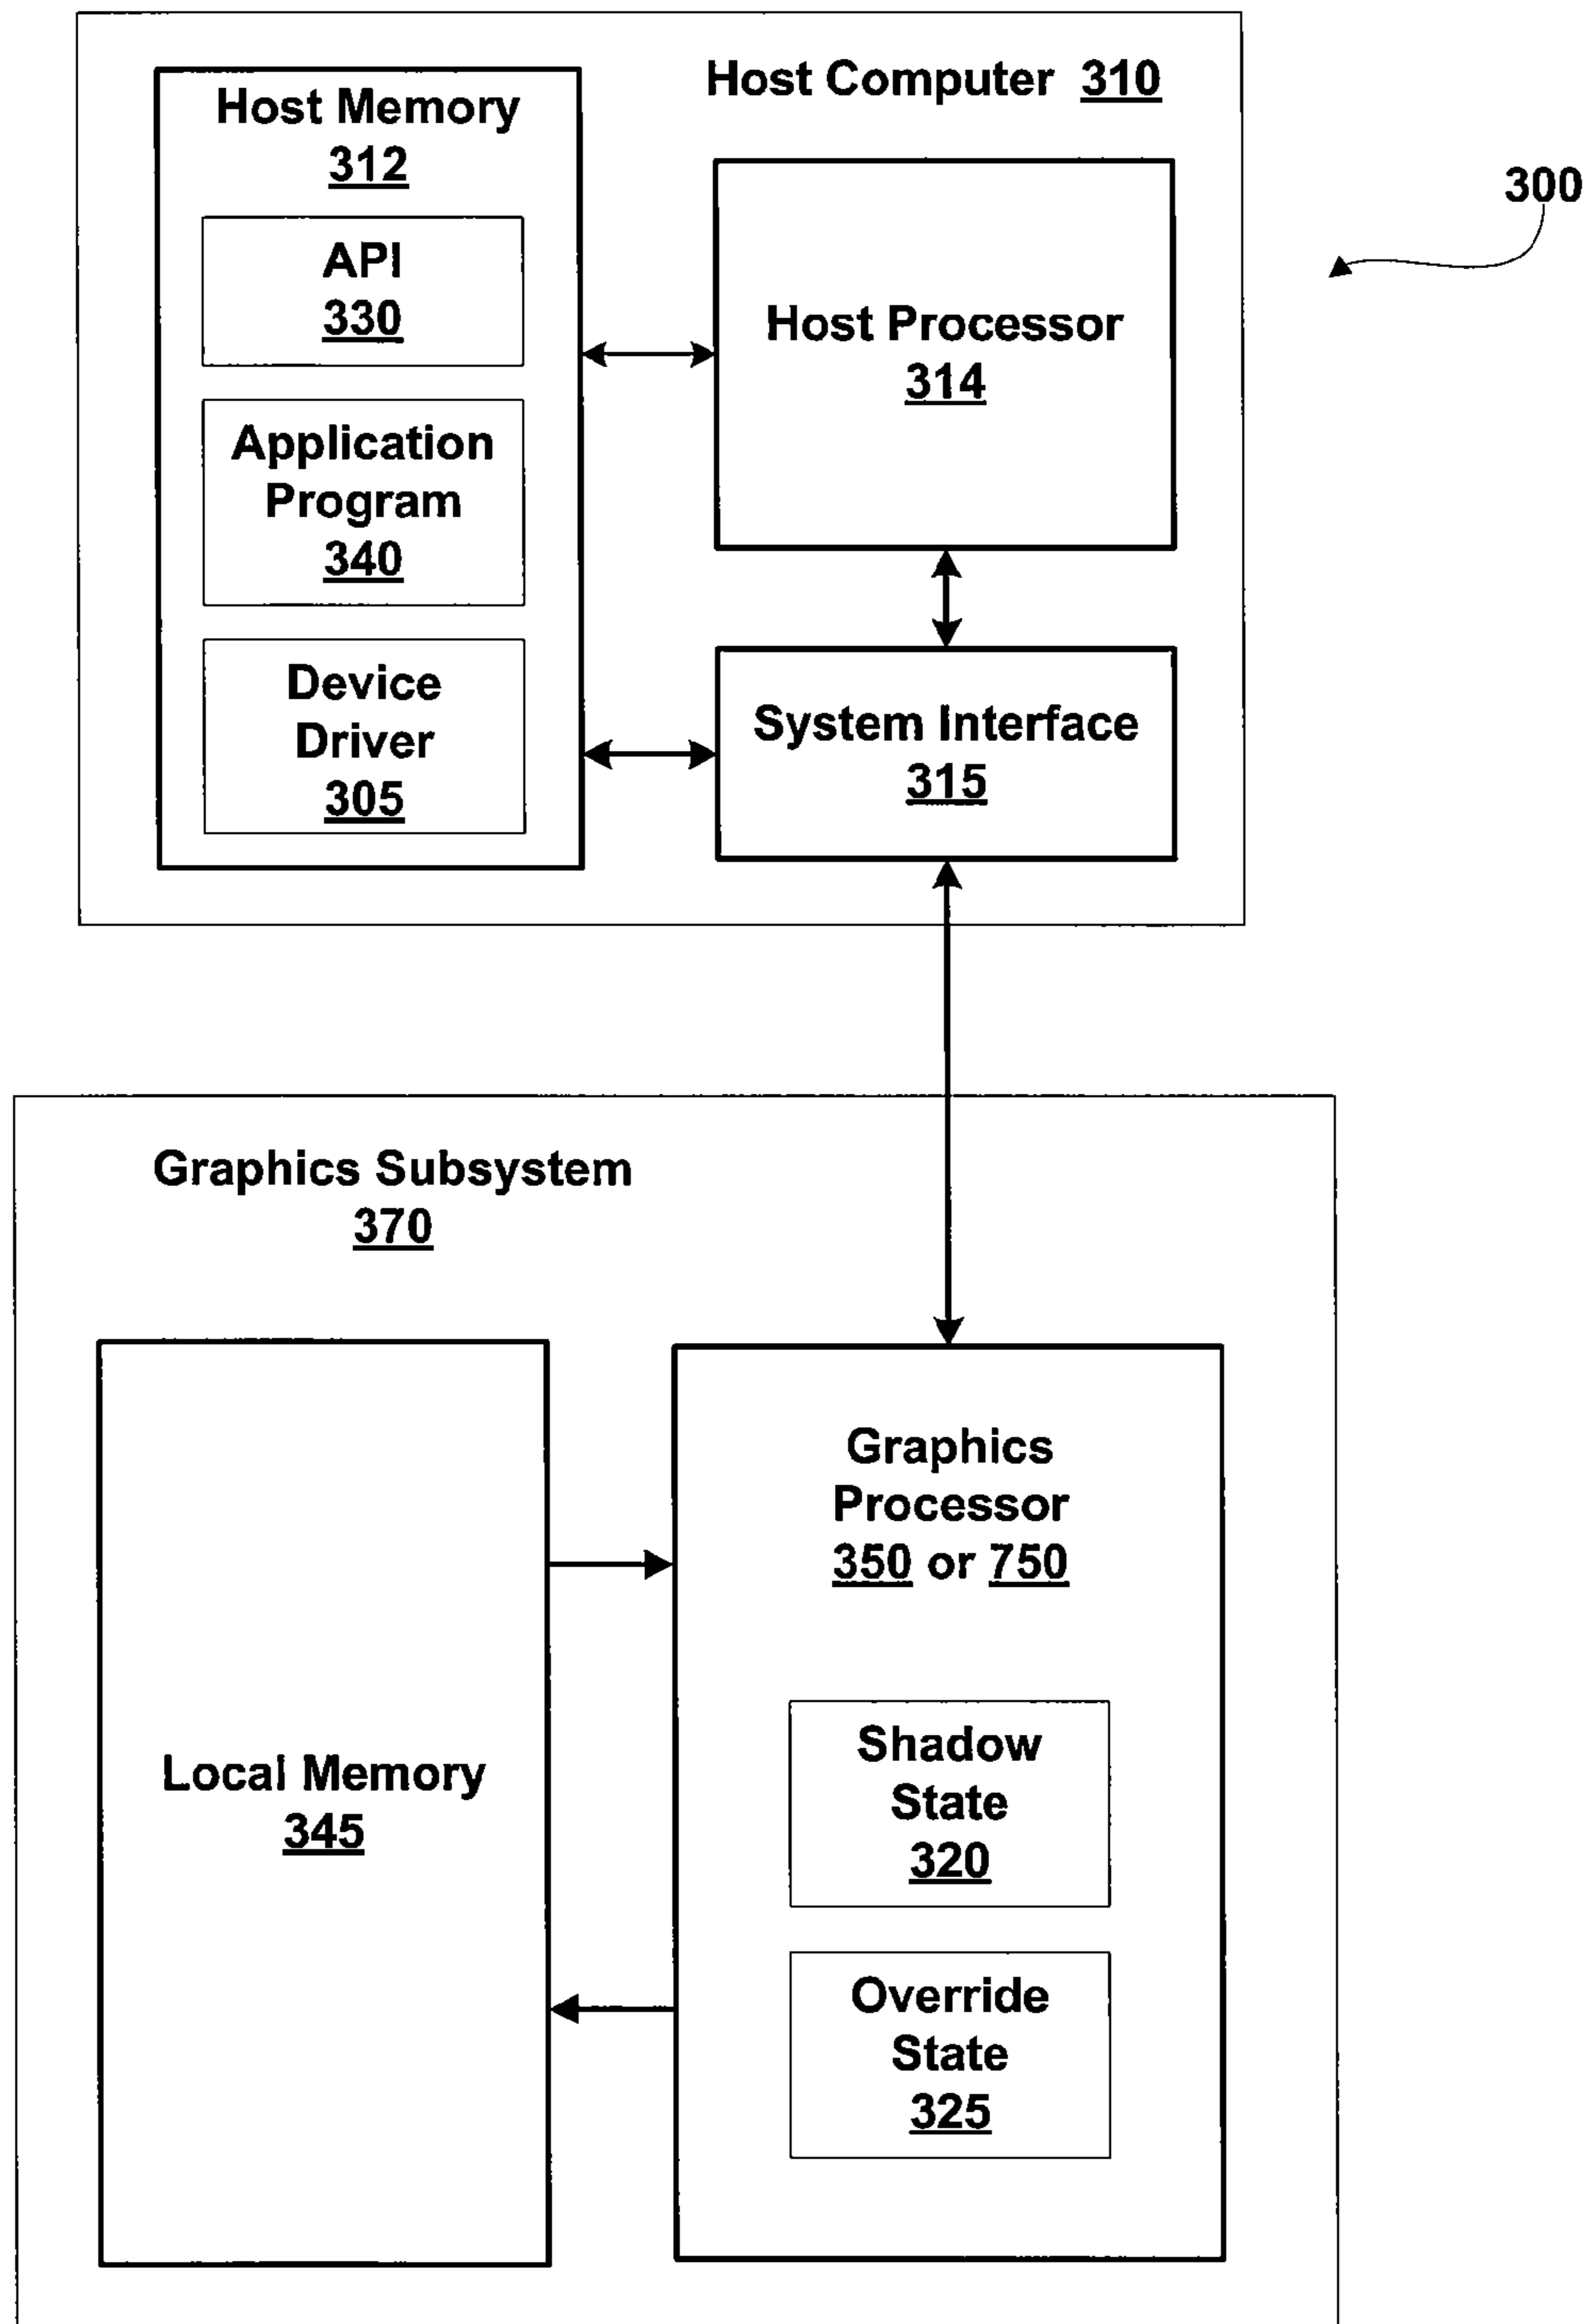 Host Computer 310
Host Memory
312
API
330
Application
Program
340
Device
Driver
305
Host Processor
314
System Interface
315
300
Graphics Subsystem
370
Local Memory
345
Graphics
Processor
350 or 750
Shadow
State
320
Override
State
325